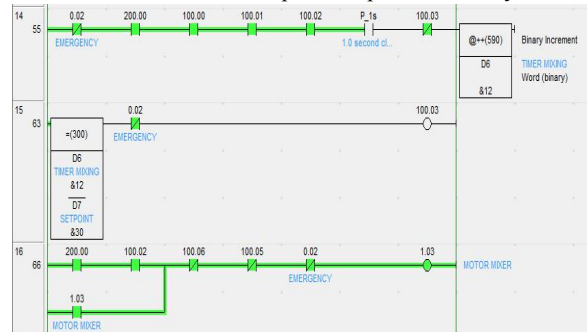 14
55
0.02
200.00
100.00
100.01
100.02
P_1s
100.03
EMERGENCY
1.0 second cl...
@++(590)
Binary Increment
D6
TIMER MIXING
Word (binary)
&12
15
63
=(300)
0.02
100.03
EMERGENCY
D6
TIMER MIXING
&12
D7
SETPOINT
&30
16
66
200.00
100.02
100.06
100.05
0.02
1.03
EMERGENCY
MOTOR MIXER
1.03
MOTOR MIXER